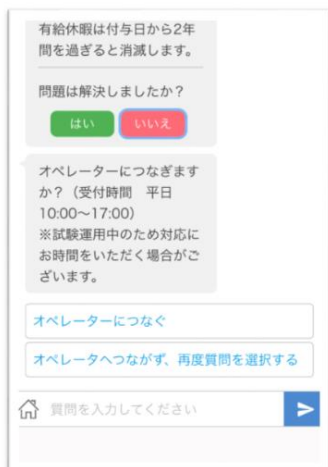 有給休暇は付与日から2年
間を過ぎると消滅します。
問題は解決しましたか？
はい
いいえ
オペレーターにつなぎます
か？（受付時間　平日
10:00～17:00）
※試験運用中のため対応に
お時間をいただく場合がご
ざいます。
オペレーターにつなぐ
オペレータへつながず、再度質問を選択する
質問を入力してください